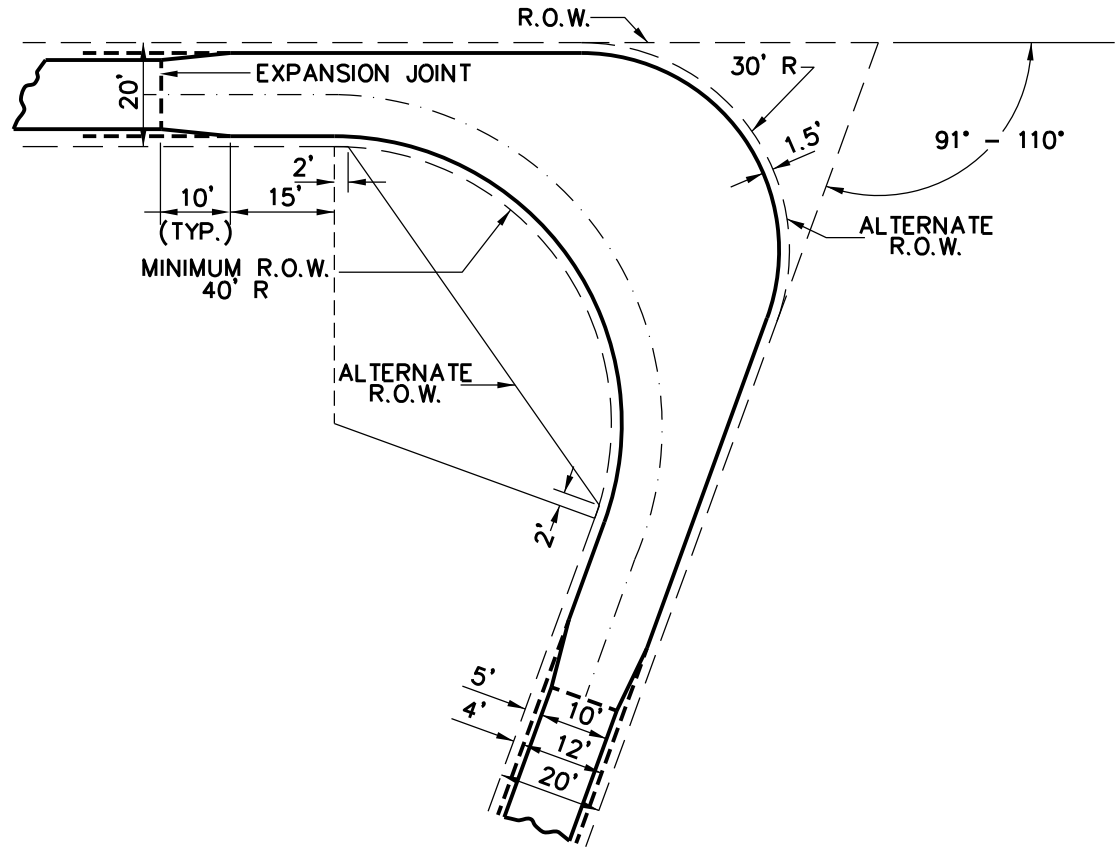 R.O.W.
30' R
EXPANSION JOINT
20'
91° - 110°
1.5'
2'
10'
(TYP.)
15'
ALTERNATE
R.O.W.
MINIMUM R.O.W.
40' R
ALTERNATE
R.O.W.
2'
5'
10'
4'
12'
20'